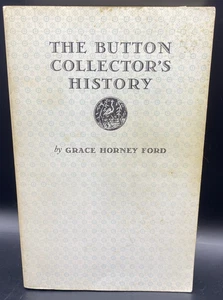 THE BUTTON
COLLECTOR'S
HISTORY
by GRACE HORNEY FORD